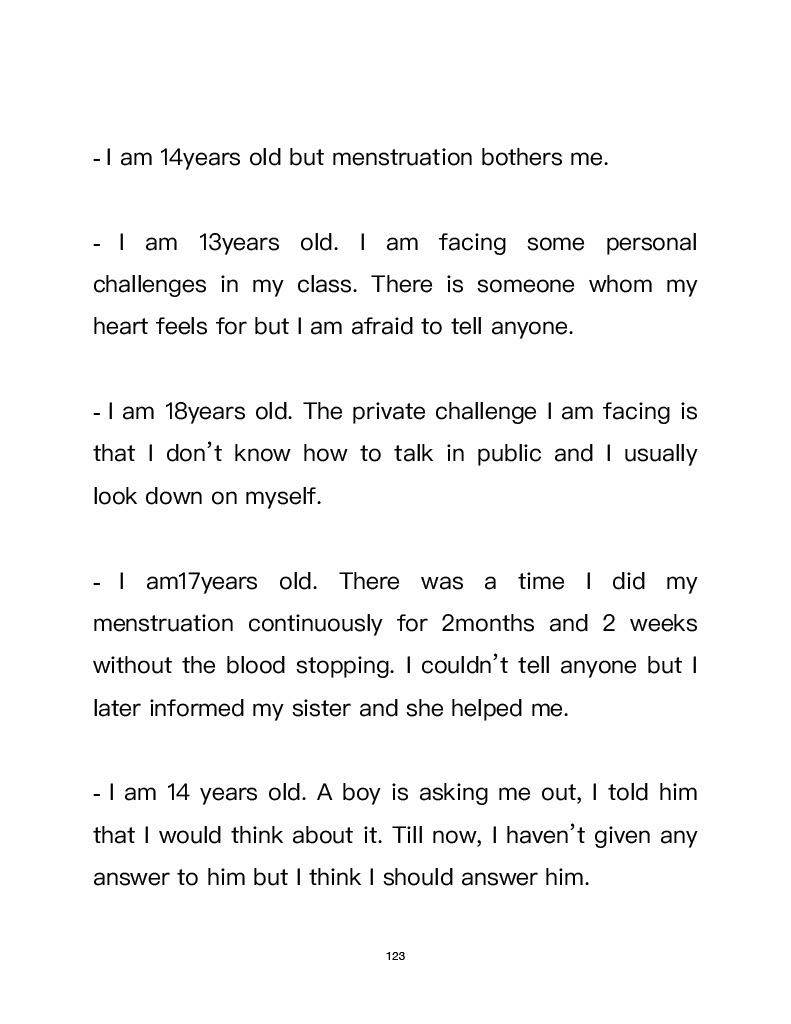 - I am 14years old but menstruation bothers me.
- I am 13years old. I am facing some personal
challenges in my class. There is someone whom my
heart feels for but I am afraid to tell anyone.
- I am 18years old. The private challenge I am facing is
that I don’t know how to talk in public and I usually
look down on myself.
- I am17years old. There was a time I did my
menstruation continuously for 2months and 2 weeks
without the blood stopping. I couldn’t tell anyone but I
later informed my sister and she helped me.
- I am 14 years old. A boy is asking me out, I told him
that I would think about it. Till now, I haven’t given any
answer to him but I think I should answer him.
123